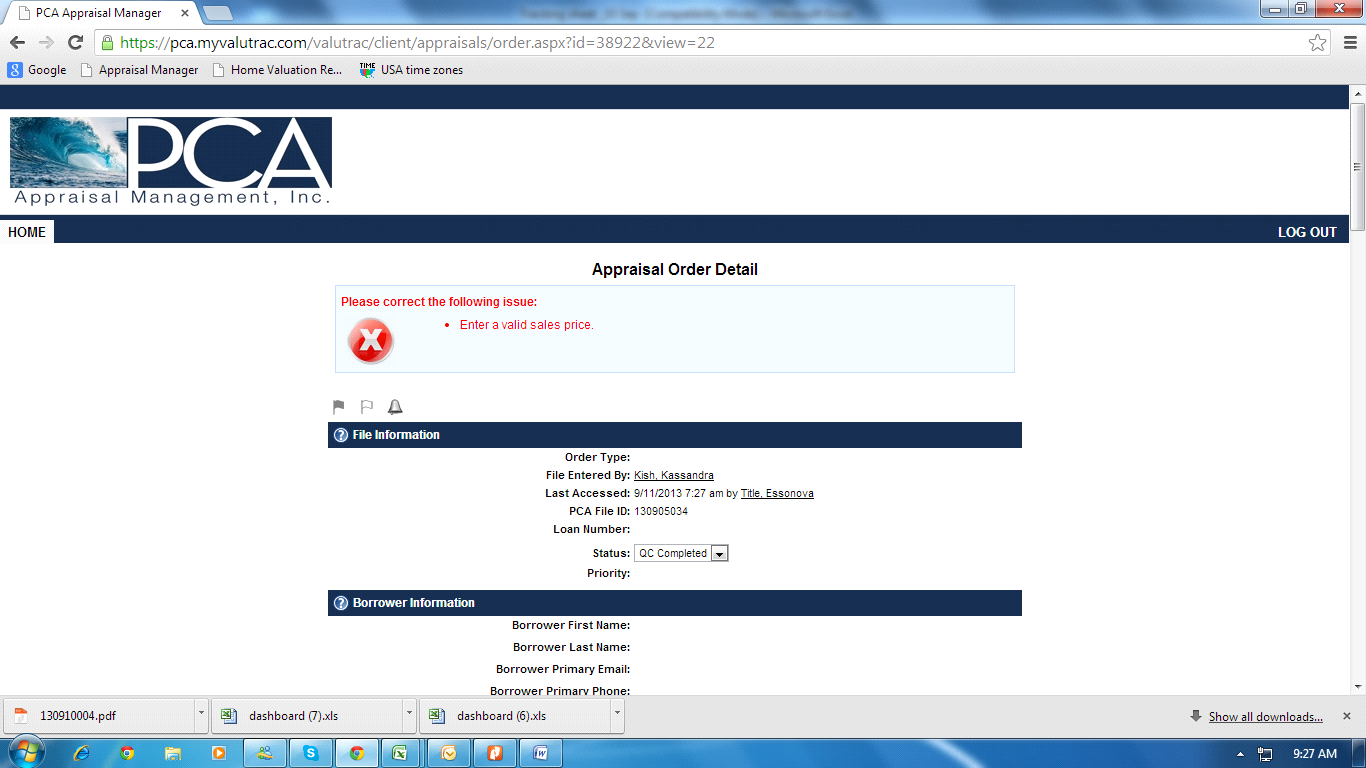 PCA Appraisal Manager
https://pca.myvalutrac.com/valutrac/client/appraisals/order.aspx?id=38922&view=22
Google Appraisal Manager Home Valuation Re... TIME USA time zones
PCA
Appraisal Management, Inc.
HOME LOG OUT
Appraisal Order Detail
Please correct the following issue:
• Enter a valid sales price.
File Information
Order Type:
File Entered By: Kish, Kassandra
Last Accessed: 9/11/2013 7:27 am by Title, Essonova
PCA File ID: 130905034
Loan Number:
Status: QC Completed
Priority:
Borrower Information
Borrower First Name:
Borrower Last Name:
Borrower Primary Email:
Borrower Primary Phone:
130910004.pdf dashboard (7).xls dashboard (6).xls Show all downloads...
9:27 AM